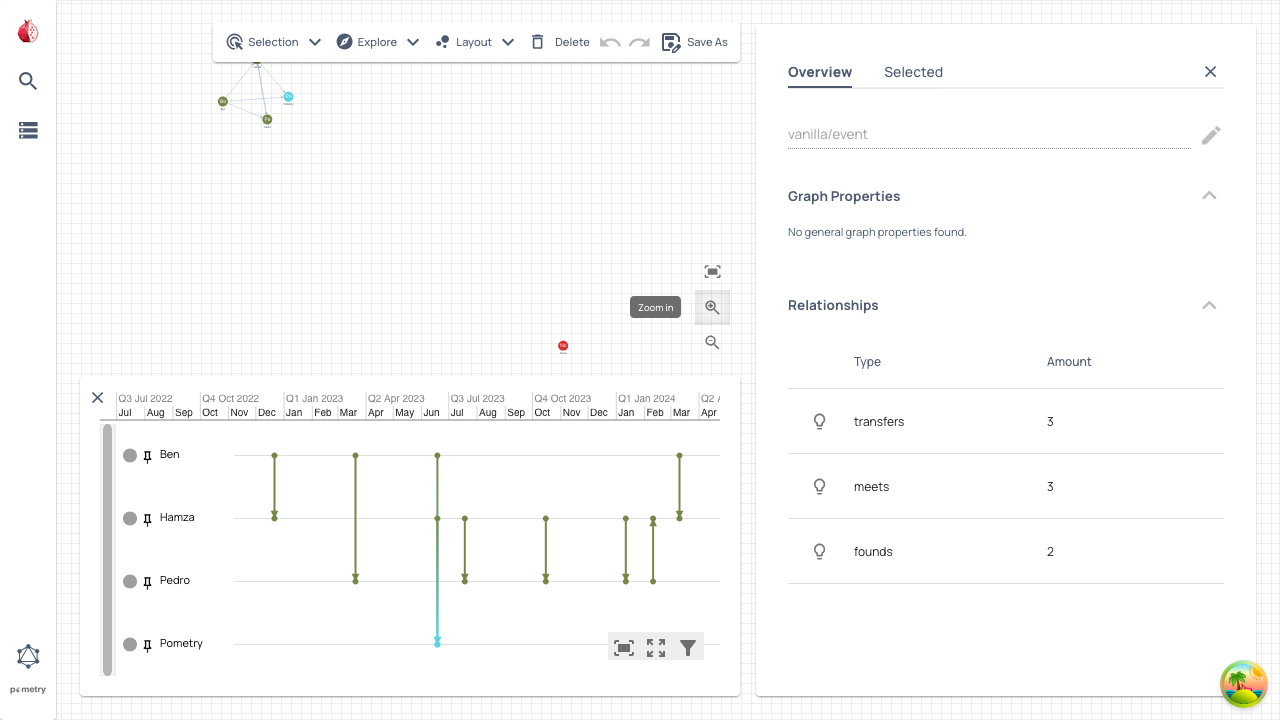 Selection
Explore
Layout
Delete
Save As
Zoom in
Overview
Selected
vanilla/event
Graph Properties
No general graph properties found.
Relationships
Type Amount
transfers 3
meets 3
founds 2
Q3 Jul 2022 Q4 Oct 2022 Q1 Jan 2023 Q2 Apr 2023 Q3 Jul 2023 Q4 Oct 2023 Q1 Jan 2024 Q2
Jul Aug Sep Oct Nov Dec Jan Feb Mar Apr May Jun Jul Aug Sep Oct Nov Dec Jan Feb Mar Apr
Ben
Hamza
Pedro
Pometry
pometry